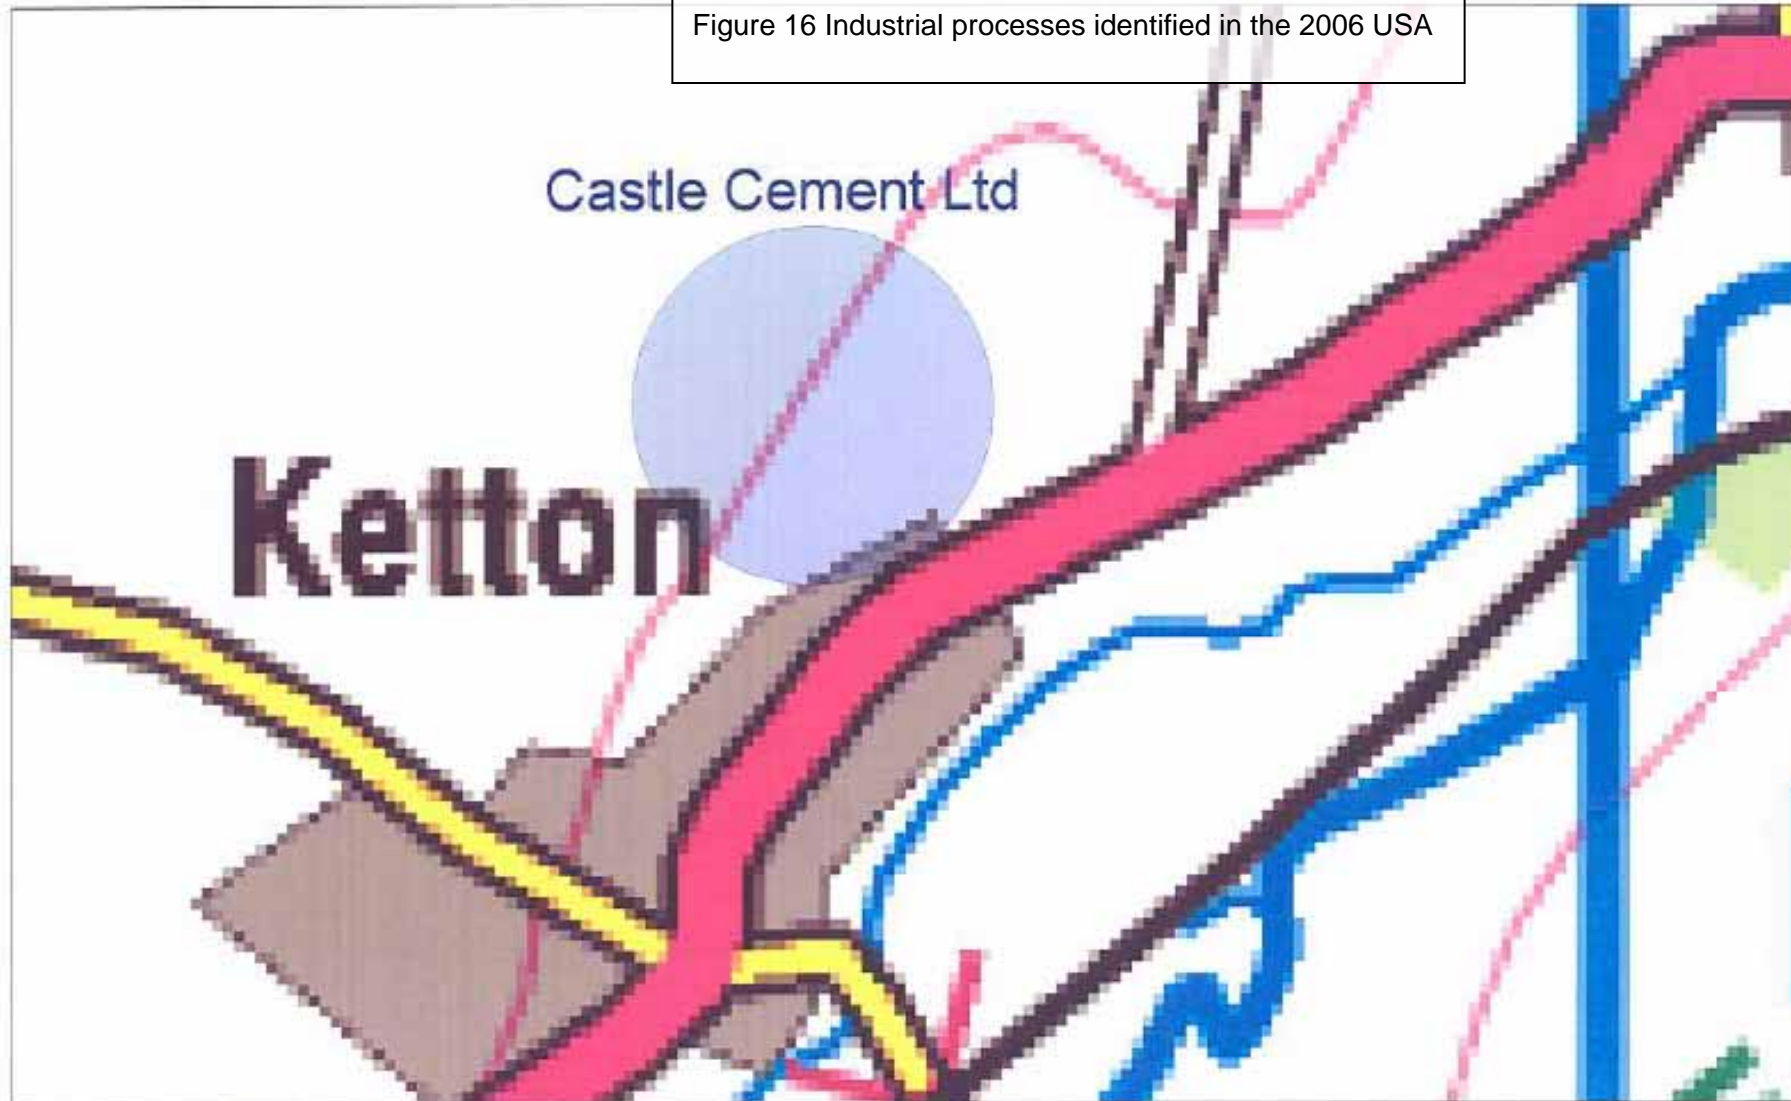 Figure 16 Industrial processes identified in the 2006 USA
Castle Cement Ltd
Ketton